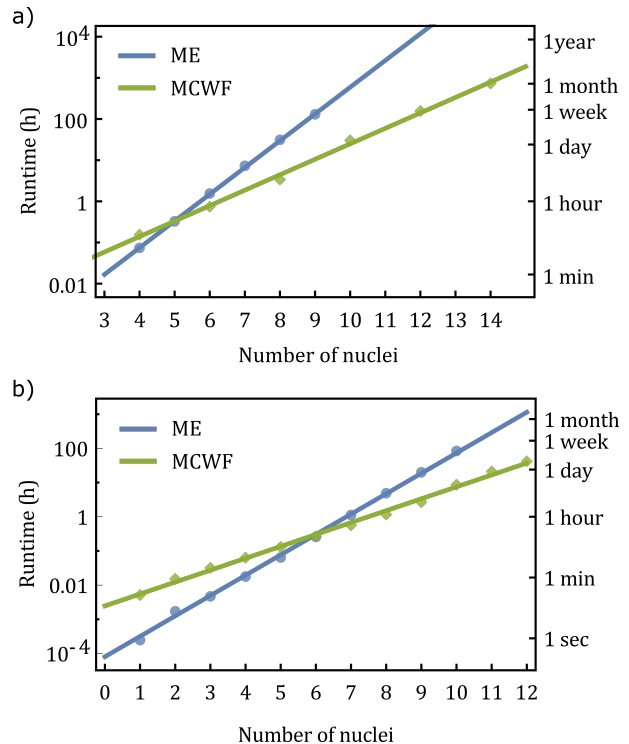 a)
10^4
100
1
0.01
Runtime (h)
ME
MCWF
1year
1 month
1 week
1 day
1 hour
1 min
3 4 5 6 7 8 9 10 11 12 13 14
Number of nuclei
b)
100
1
0.01
10^-4
Runtime (h)
ME
MCWF
1 month
1 week
1 day
1 hour
1 min
1 sec
0 1 2 3 4 5 6 7 8 9 10 11 12
Number of nuclei